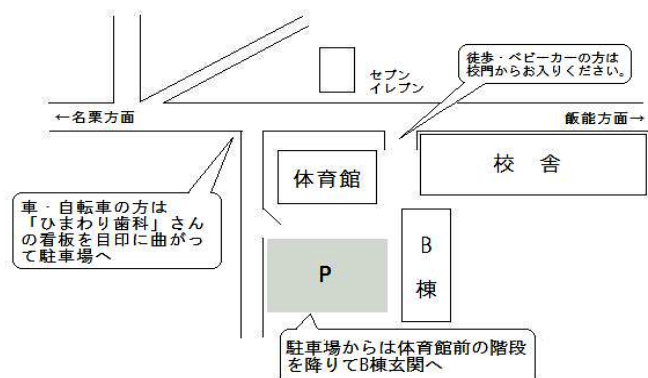 徒歩・ベビーカーの方は
校門からお入りください。
セブン
イレブン
←名栗方面
飯能方面→
体育館
校　舎
車・自転車の方は
「ひまわり歯科」さん
の看板を目印に曲がっ
て駐車場へ
B
棟
P
駐車場からは体育館前の階段
を降りてB棟玄関へ